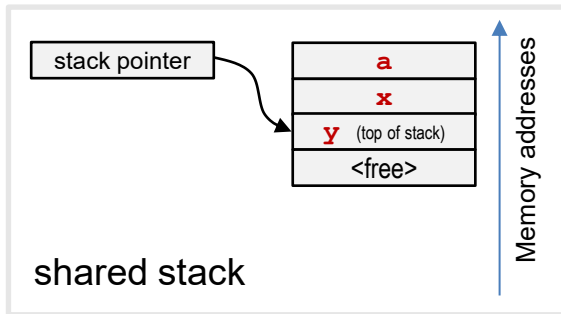 stack pointer
a
x
y (top of stack)
<free>
Memory addresses
shared stack